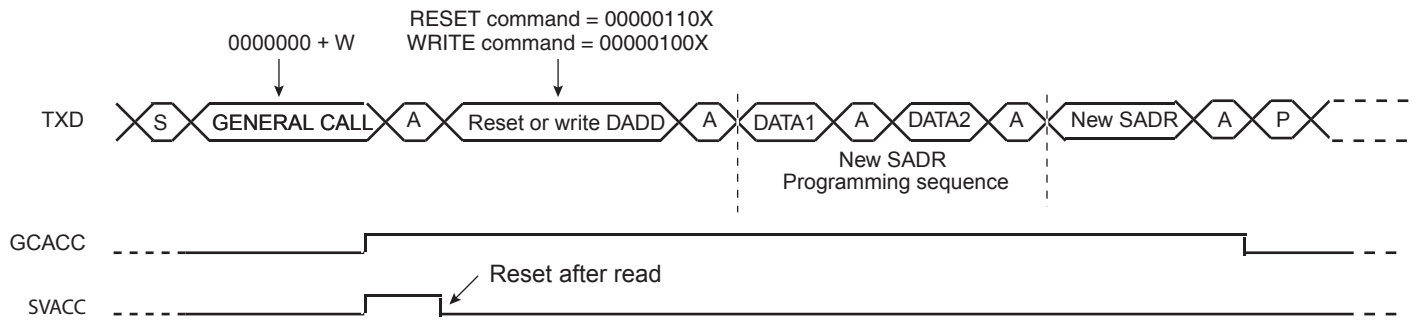 RESET command = 00000110X
0000000 + W
WRITE command = 00000100X
TXD
S
GENERAL CALL
A
Reset or write DADD
A
DATA1
A
DATA2
A
New SADR
A
P
New SADR
Programming sequence
GCACC
Reset after read
SVACC